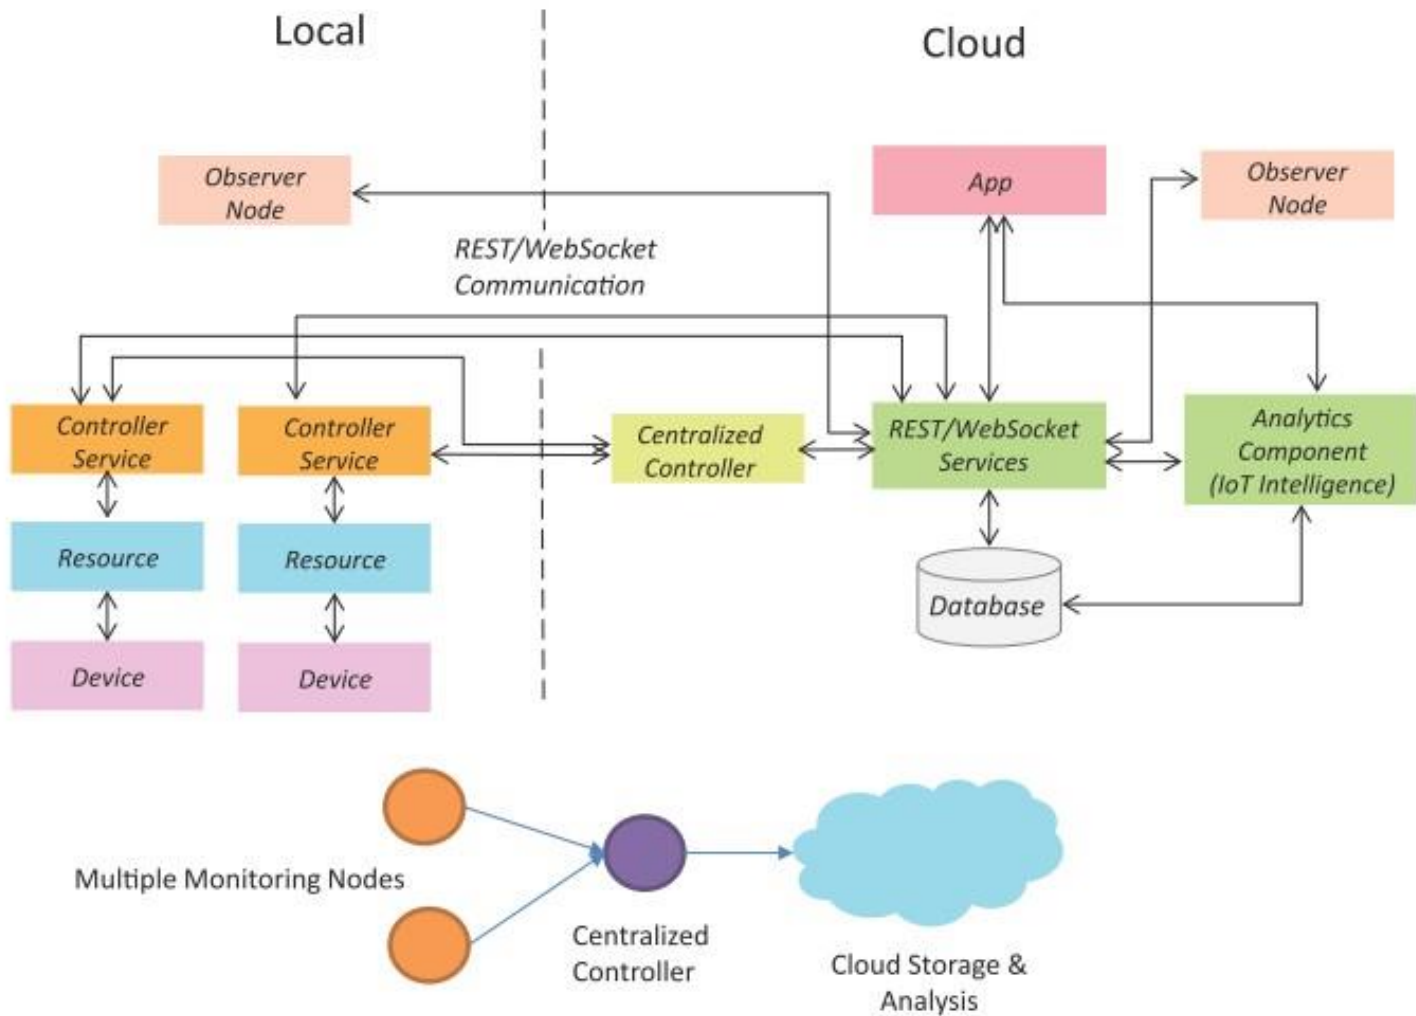 Local
Cloud
Observer
Node
App
Observer
Node
REST/WebSocket
Communication
Controller
Service
Controller
Service
Centralized
Controller
REST/WebSocket
Services
Analytics
Component
(IoT Intelligence)
Resource
Resource
Database
Device
Device
Multiple Monitoring Nodes
Centralized
Controller
Cloud Storage &
Analysis